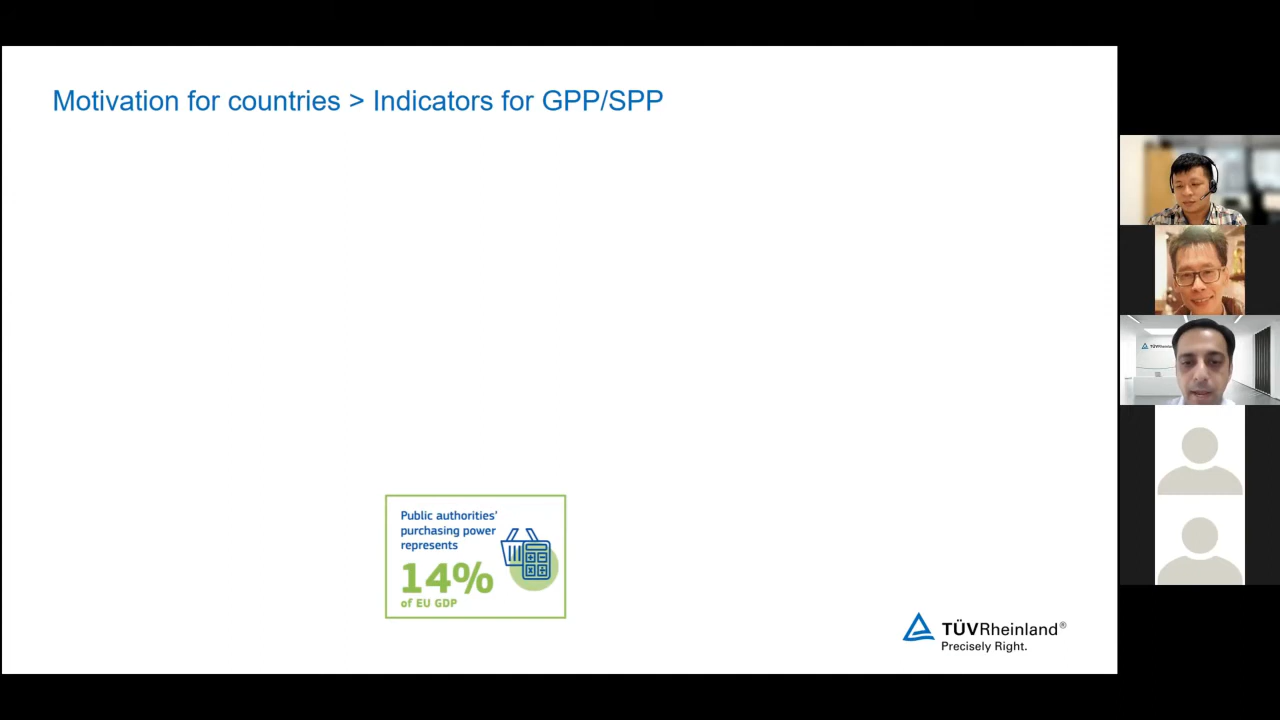 Motivation for countries > Indicators for GPP/SPP
TÜVRheinland
Public authorities'
purchasing power
represents
14%
of EU GDP
TÜVRheinland®
Precisely Right.